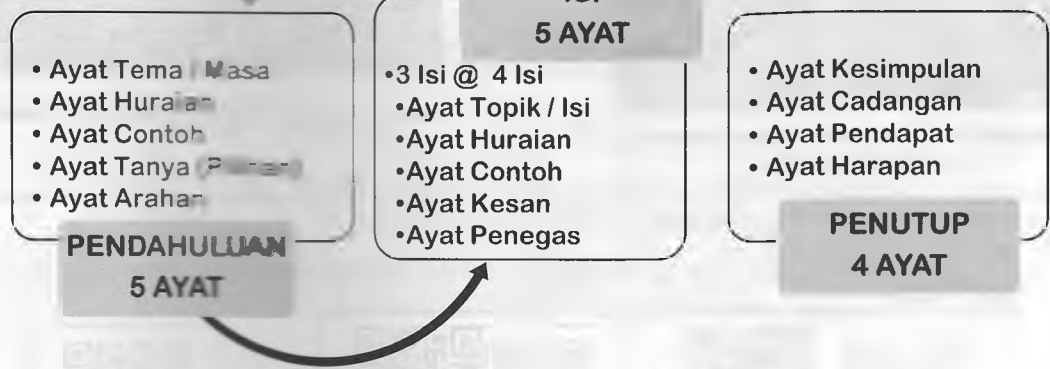 • Ayat Tema / Masa
• Ayat Huraian
• Ayat Contoh
• Ayat Tanya
• Ayat Arahan
PENDAHULUAN
5 AYAT
5 AYAT
•3 Isi @ 4 Isi
•Ayat Topik / Isi
•Ayat Huraian
•Ayat Contoh
•Ayat Kesan
•Ayat Penegas
• Ayat Kesimpulan
• Ayat Cadangan
• Ayat Pendapat
• Ayat Harapan
PENUTUP
4 AYAT